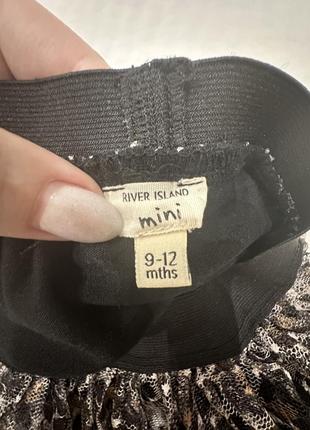 RIVER ISLAND
mini
9-12
mths